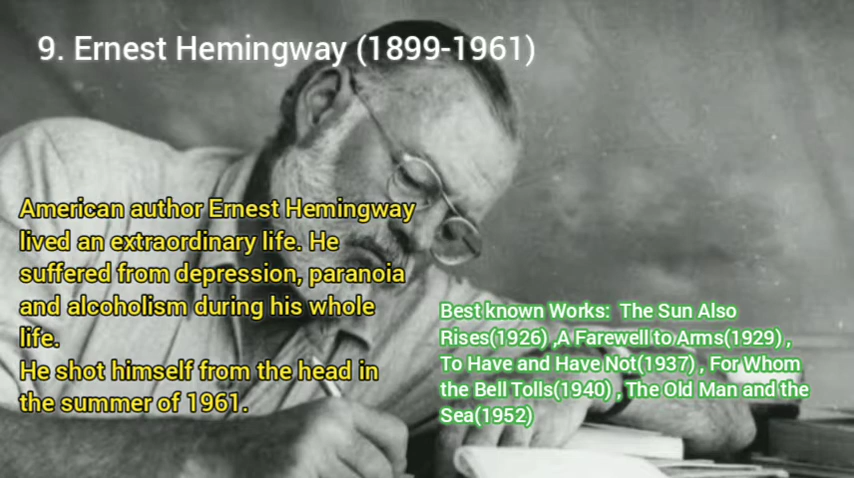 9. Ernest Hemingway (1899-1961)
American author Ernest Hemingway
lived an extraordinary life. He
suffered from depression, paranoia
and alcoholism during his whole
life.
He shot himself from the head in
the summer of 1961.
Best known Works: The Sun Also
Rises(1926) ,A Farewell to Arms(1929) ,
To Have and Have Not(1937) , For Whom
the Bell Tolls(1940) , The Old Man and the
Sea(1952)